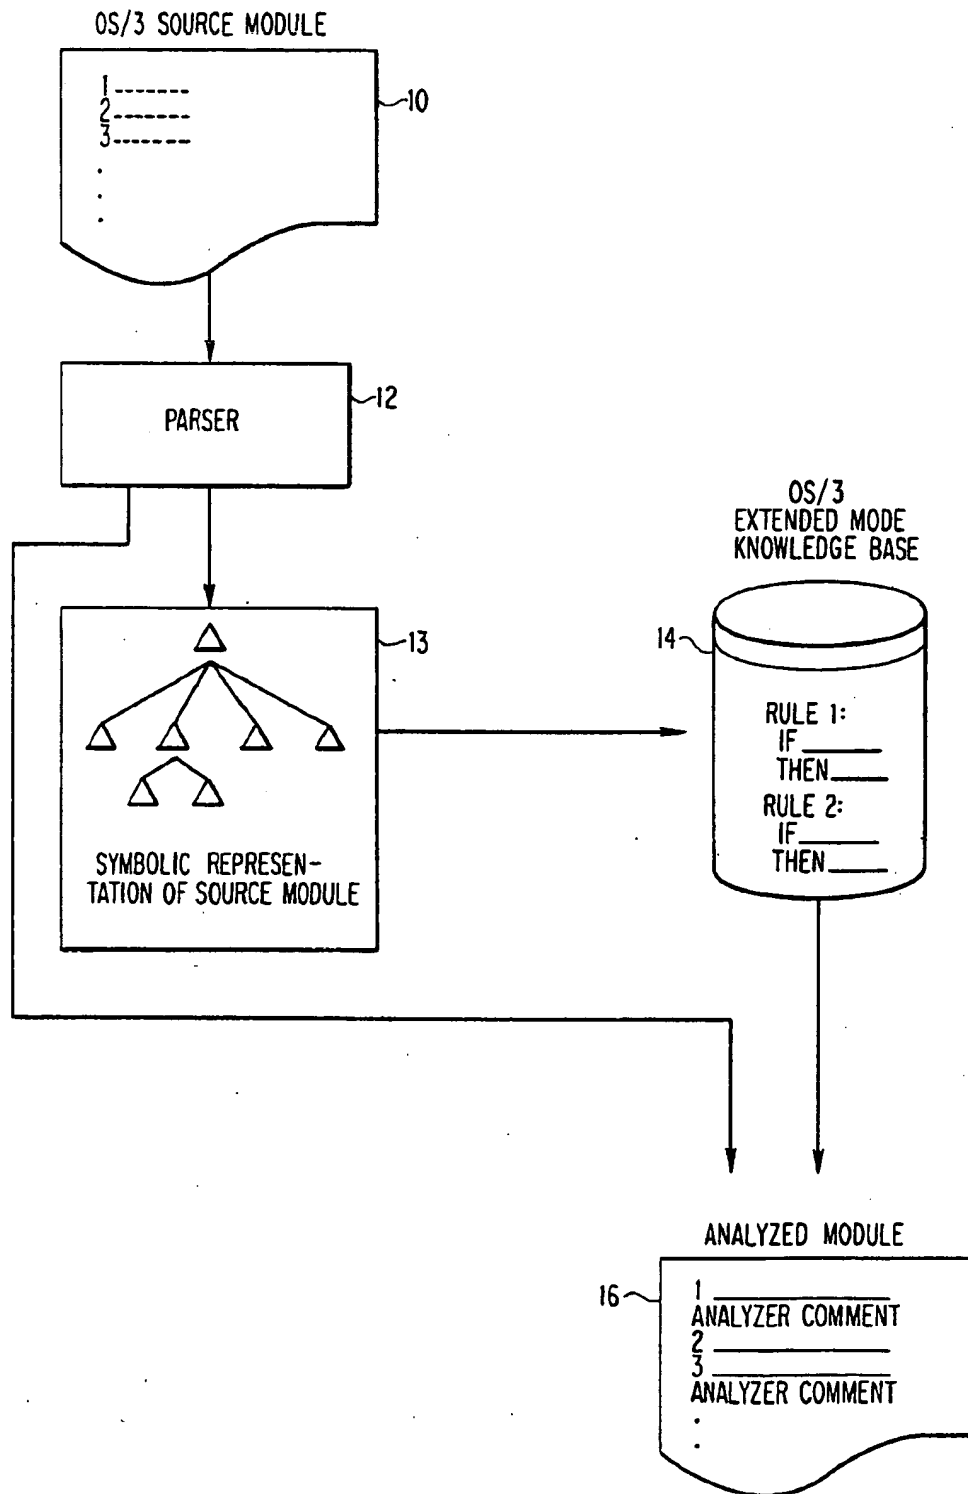 OS/3 SOURCE MODULE
1
2
3
10
PARSER
12
13
SYMBOLIC REPRESEN-
TATION OF SOURCE MODULE
OS/3
EXTENDED MODE
KNOWLEDGE BASE
14
RULE 1:
IF
THEN
RULE 2:
IF
THEN
ANALYZED MODULE
16
1
ANALYZER COMMENT
2
3
ANALYZER COMMENT